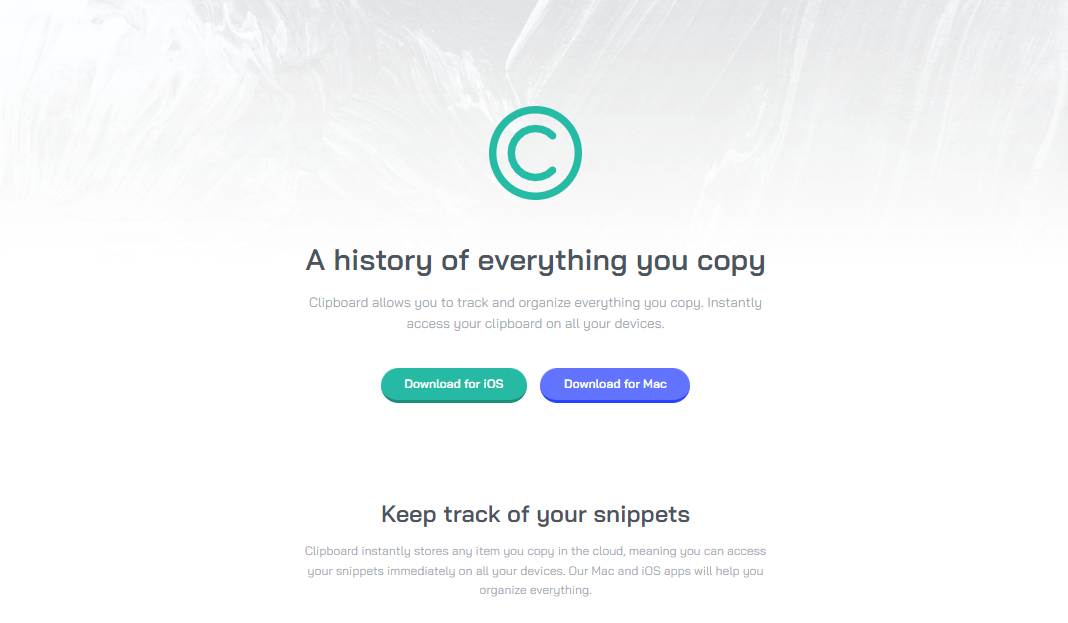 A history of everything you copy
Clipboard allows you to track and organize everything you copy. Instantly
access your clipboard on all your devices.
Download for iOS
Download for Mac
Keep track of your snippets
Clipboard instantly stores any item you copy in the cloud, meaning you can access
your snippets immediately on all your devices. Our Mac and iOS apps will help you
organize everything.